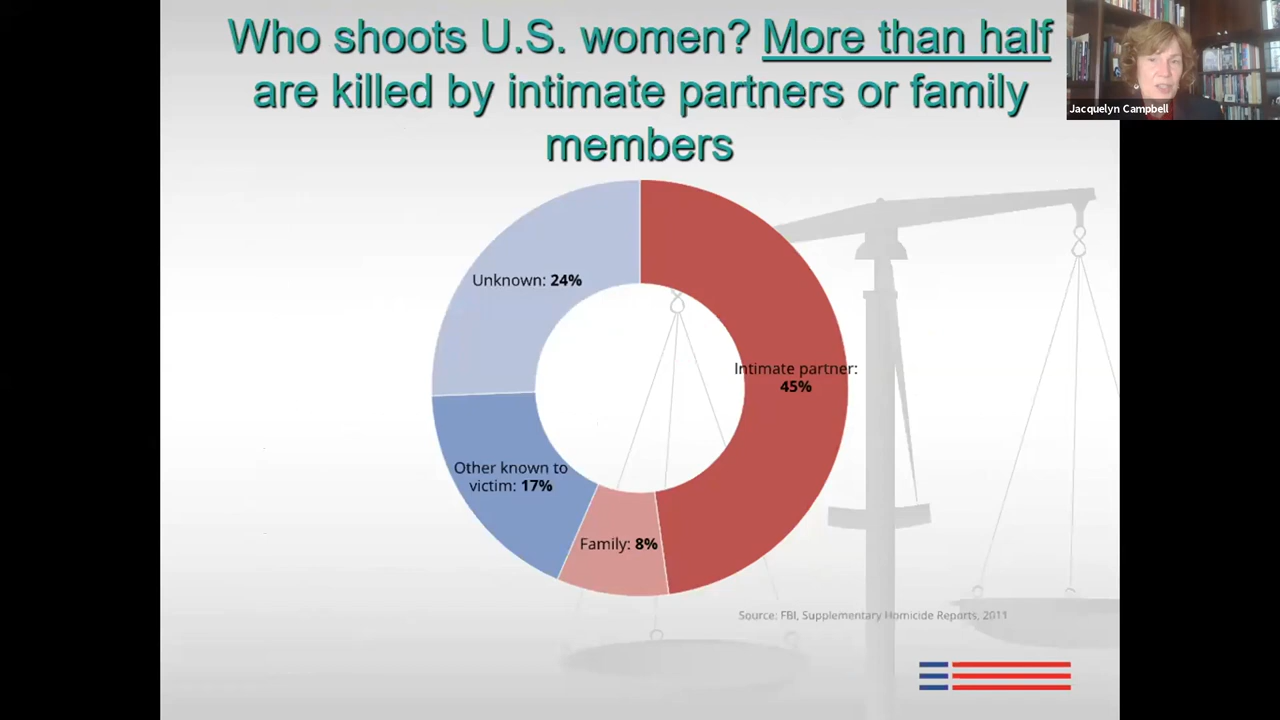 Who shoots U.S. women? More than half
are killed by intimate partners or family
members
Jacquelyn Campbell
Unknown: 24%
Intimate partner:
45%
Other known to
victim: 17%
Family: 8%
Source: FBI, Supplementary Homicide Reports, 2011